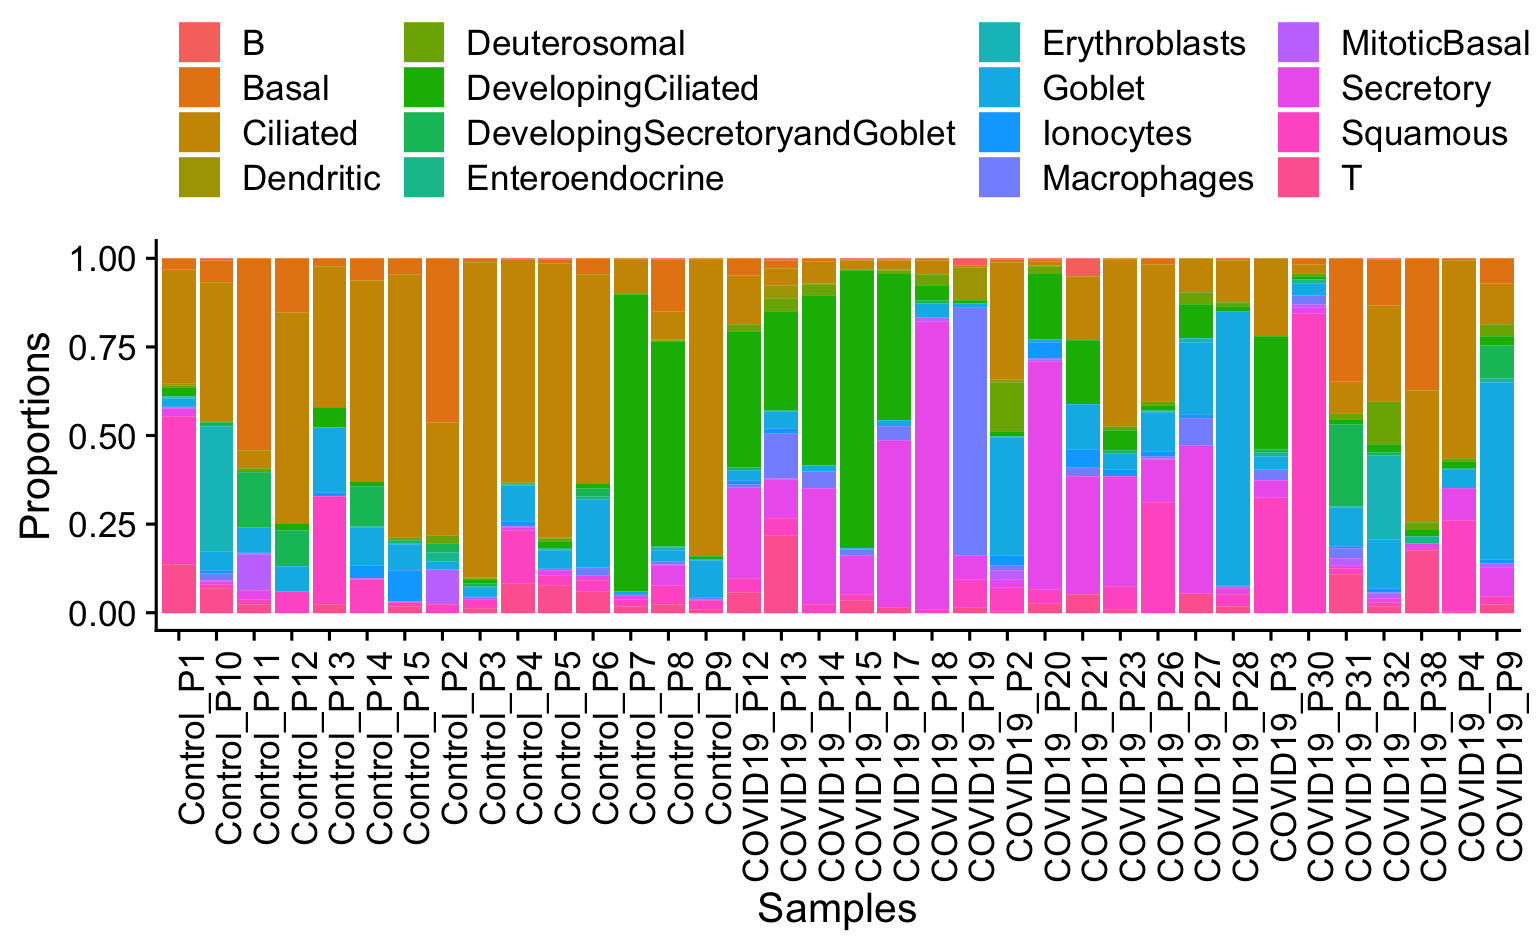 B Deuterosomal Erythroblasts MitoticBasal
Basal DevelopingCiliated Goblet Secretory
Ciliated DevelopingSecretoryandGoblet Ionocytes Squamous
Dendritic Enteroendocrine Macrophages T
1.00
0.75
0.50
0.25
0.00
Proportions
Control_P1
Control_P10
Control_P11
Control_P12
Control_P13
Control_P14
Control_P15
Control_P2
Control_P3
Control_P4
Control_P5
Control_P6
Control_P7
Control_P8
Control_P9
COVID19_P12
COVID19_P13
COVID19_P14
COVID19_P15
COVID19_P17
COVID19_P18
COVID19_P19
COVID19_P2
COVID19_P20
COVID19_P21
COVID19_P23
COVID19_P26
COVID19_P27
COVID19_P28
COVID19_P3
COVID19_P30
COVID19_P31
COVID19_P32
COVID19_P38
COVID19_P4
COVID19_P9
Samples